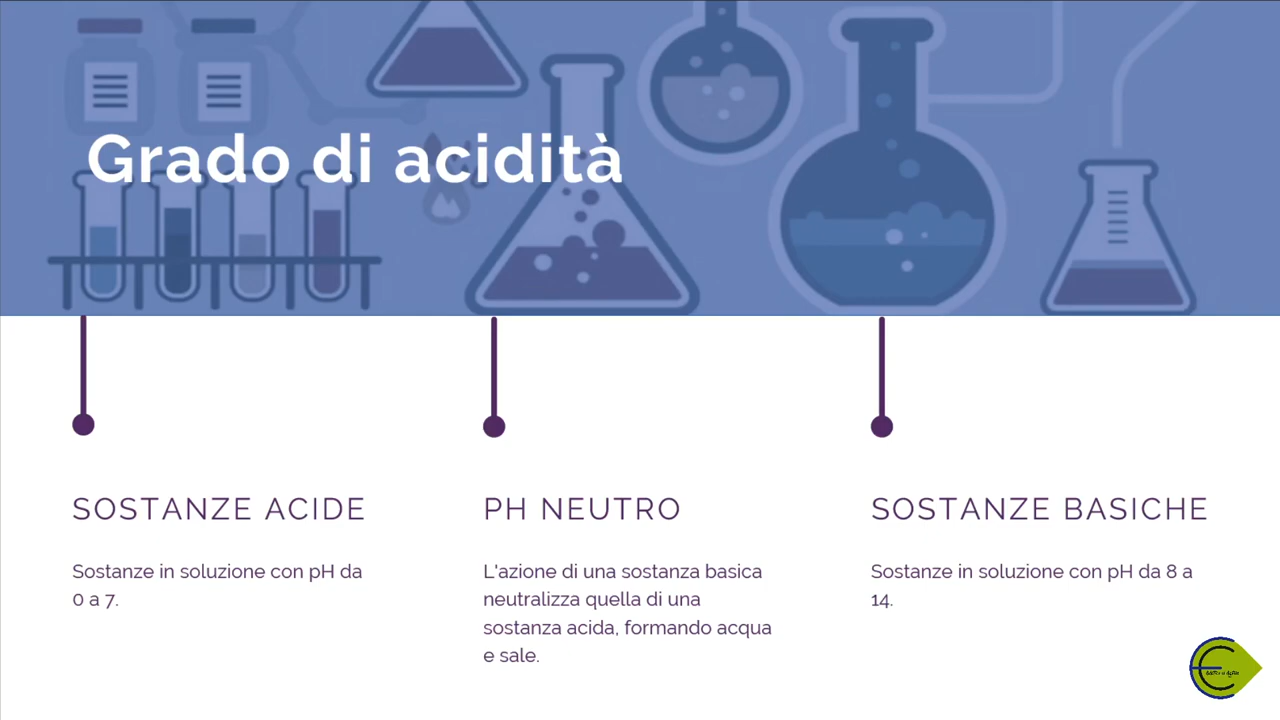 Grado di acidità
SOSTANZE ACIDE
Sostanze in soluzione con pH da
0 a 7.
PH NEUTRO
L'azione di una sostanza basica
neutralizza quella di una
sostanza acida, formando acqua
e sale.
SOSTANZE BASICHE
Sostanze in soluzione con pH da 8 a
14.